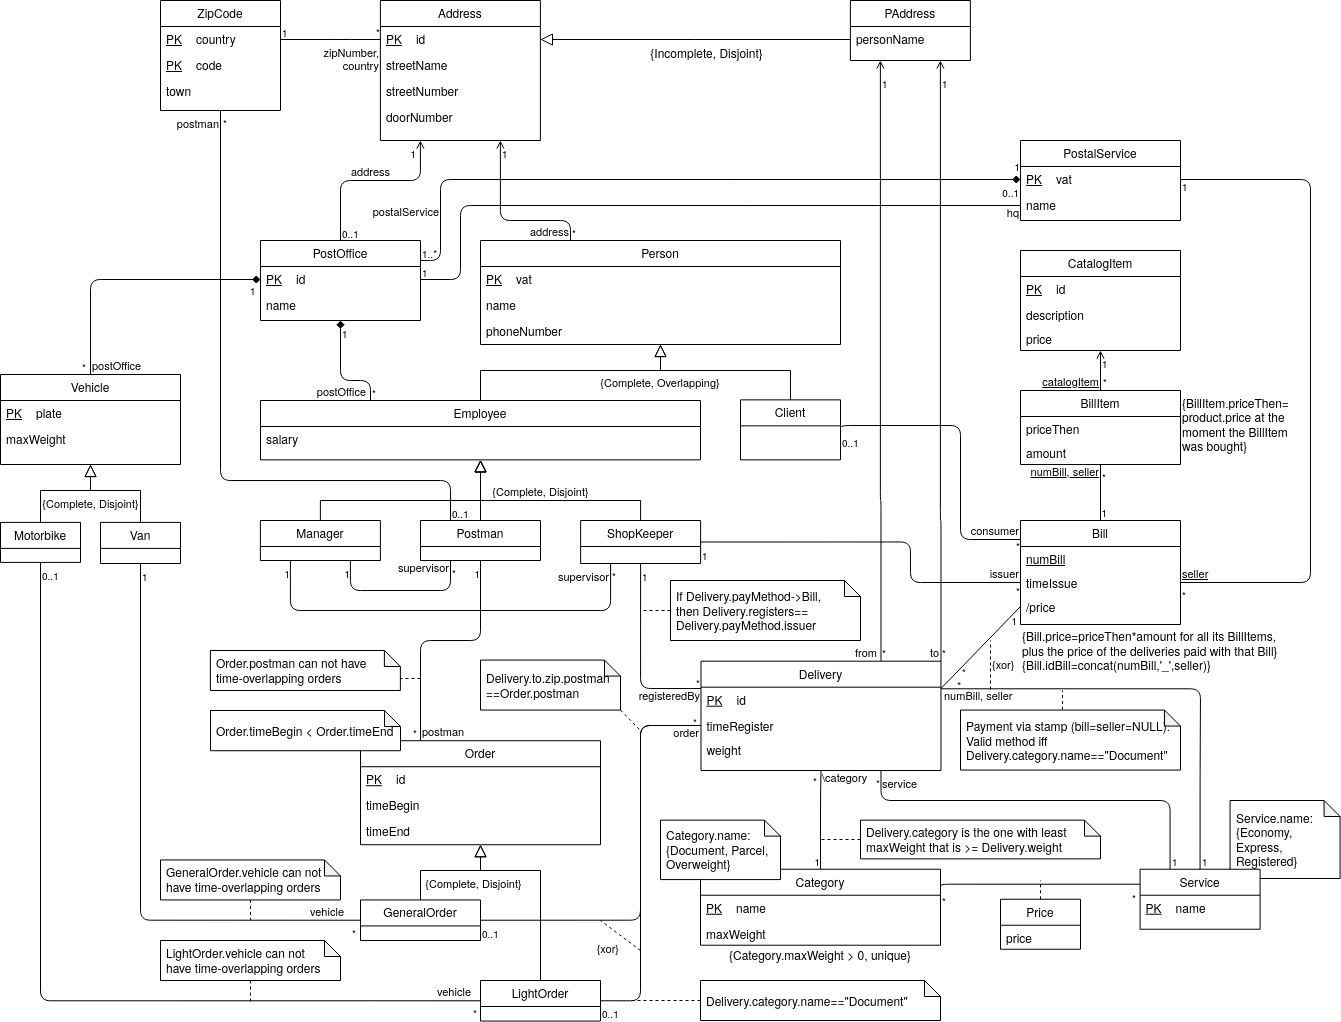 ZipCode
PK country
PK code
town
1
*
zipNumber,
country
Address
PK id
streetName
streetNumber
doorNumber
{Incomplete, Disjoint}
PAddress
personName
1
1
postman
*
1
address
1
postalService
1
0..1
hq
PostalService
PK vat
name
1
0..1
address
*
PostOffice
PK id
name
1..*
1
1
1
Person
PK vat
name
phoneNumber
CatalogItem
PK id
description
price
1
catalogItem
*
* postOffice
Vehicle
PK plate
maxWeight
{Complete, Overlapping}
postOffice
*
Employee
salary
Client
0..1
BillItem
priceThen
amount
{BillItem.priceThen=
product.price at the
moment the BillItem
was bought}
numBill, seller
*
1
{Complete, Disjoint}
Motorbike
Van
0..1
1
{Complete, Disjoint}
0..1
Manager
Postman
ShopKeeper
1
1
1
supervisor
*
1
supervisor
*
1
consumer
*
issuer
*
Bill
numBill
timeIssue
/price
seller
*
1
If Delivery.payMethod->Bill,
then Delivery.registers==
Delivery.payMethod.issuer
{Bill.price=priceThen*amount for all its BillItems,
plus the price of the deliveries paid with that Bill}
{Bill.idBill=concat(numBill,'_',seller)}
from
*
to
*
*
{xor}
*
numBill, seller
Order.postman can not have
time-overlapping orders
Delivery.to.zip.postman
==Order.postman
*
registeredBy
*
order
Delivery
PK id
timeRegister
weight
Payment via stamp (bill=seller=NULL).
Valid method iff
Delivery.category.name=="Document"
Order.timeBegin < Order.timeEnd
*
postman
Order
PK id
timeBegin
timeEnd
*
\category
*
service
Category.name:
{Document, Parcel,
Overweight}
Delivery.category is the one with least
maxWeight that is >= Delivery.weight
Service.name:
{Economy,
Express,
Registered}
1
1
1
GeneralOrder.vehicle can not
have time-overlapping orders
{Complete, Disjoint}
Category
PK name
maxWeight
*
*
Service
PK name
Price
price
vehicle
*
GeneralOrder
0..1
{xor}
{Category.maxWeight > 0, unique}
LightOrder.vehicle can not
have time-overlapping orders
vehicle
*
LightOrder
0..1
Delivery.category.name=="Document"